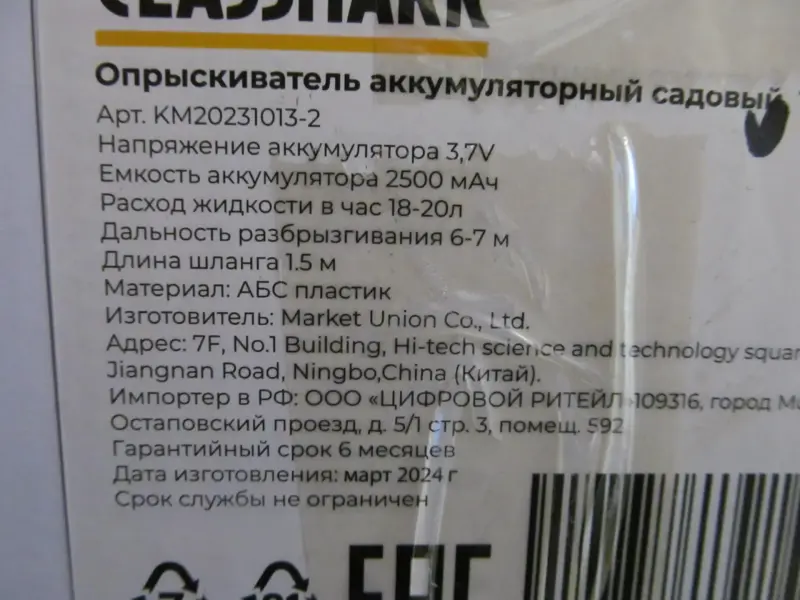 CLASSMARK
Опрыскиватель аккумуляторный садовый
Арт. KM20231013-2
Напряжение аккумулятора 3,7V
Емкость аккумулятора 2500 мАч
Расход жидкости в час 18-20л
Дальность разбрызгивания 6-7 м
Длина шланга 1.5 м
Материал: АБС пластик
Изготовитель: Market Union Co., Ltd.
Адрес: 7F, No.1 Building, Hi-tech science and technology squar
Jiangnan Road, Ningbo,China (Китай).
Импортер в РФ: ООО «ЦИФРОВОЙ РИТЕЙЛ 109316, город М
Остаповский проезд, д. 5/1 стр. 3, помещ. 592
Гарантийный срок 6 месяцев
Дата изготовления: март 2024 г
Срок службы не ограничен